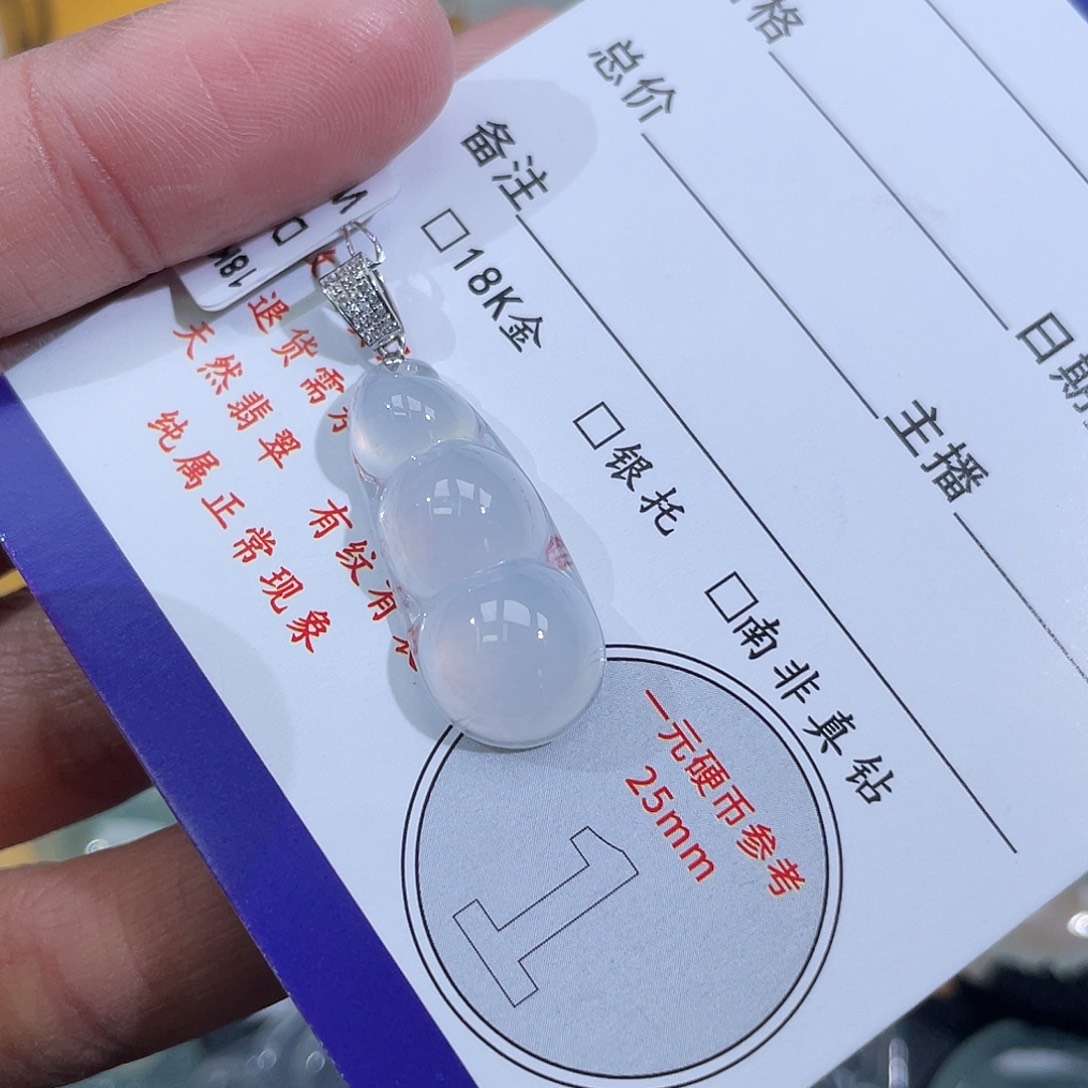 格
总价
日期
备注
主播
□18K金
□银托
□南非真钻
退货需
天然翡翠 有纹有
纯属正常现象
一元硬币参考
25mm
1
D
18K